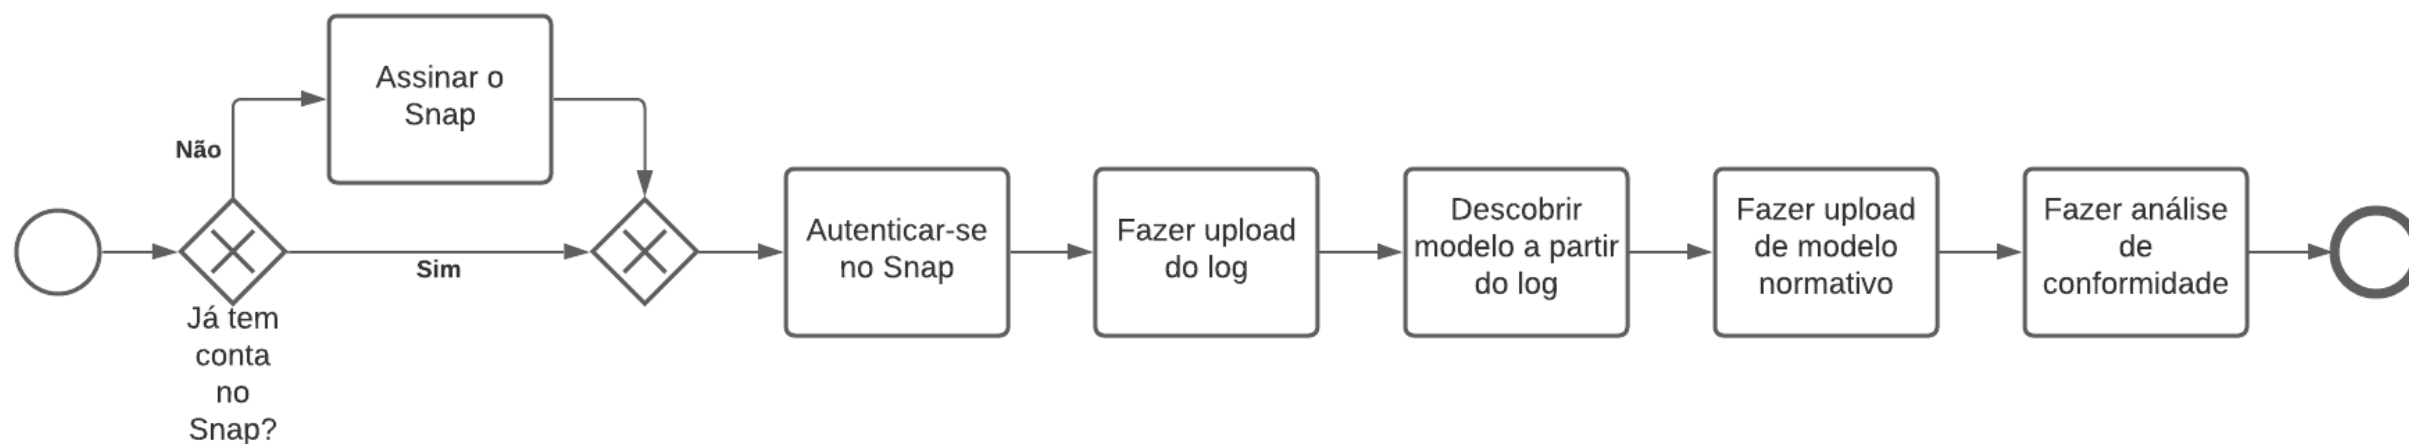 Assinar o
Snap
Não
Sim
Já tem
conta
no
Snap?
Autenticar-se
no Snap
Fazer upload
do log
Descobrir
modelo a partir
do log
Fazer upload
de modelo
normativo
Fazer análise
de
conformidade